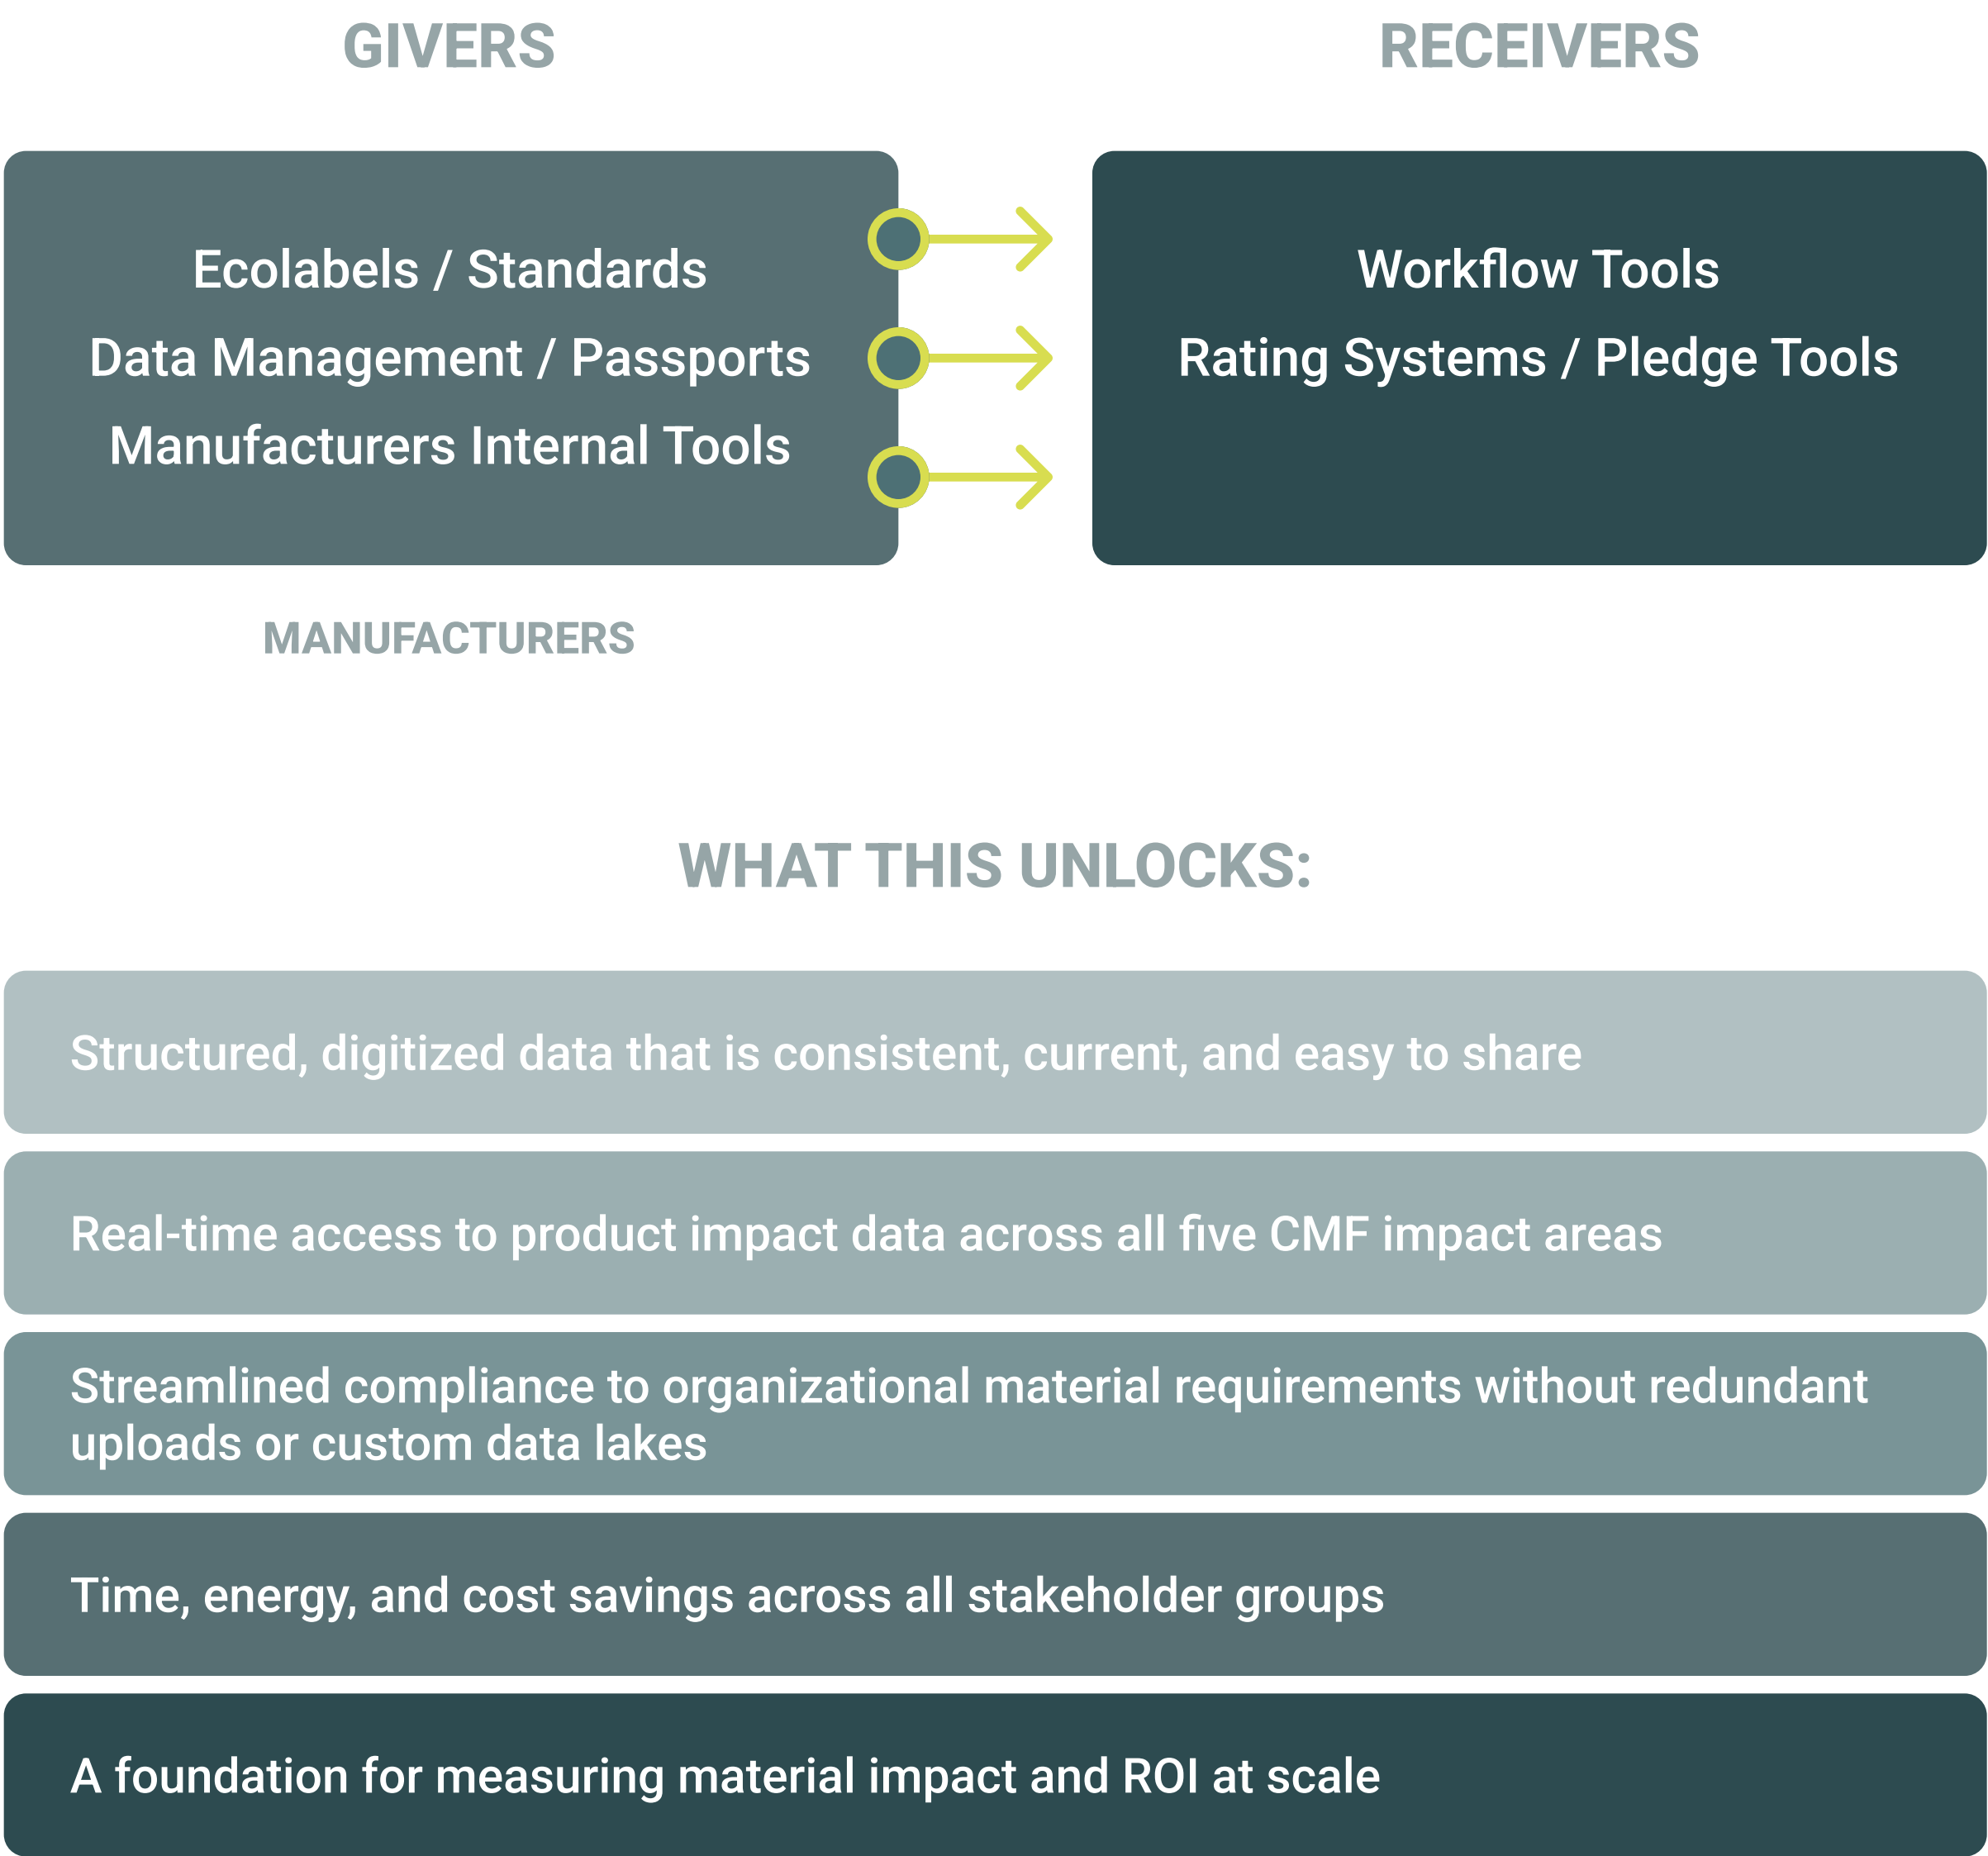 GIVERS
RECEIVERS
Ecolabels / Standards
Data Management / Passports
Manufacturers Internal Tools
Workflow Tools
Rating Systems / Pledge Tools
MANUFACTURERS
WHAT THIS UNLOCKS:
Structured, digitized data that is consistent, current, and easy to share
Real-time access to product impact data across all five CMF impact areas
Streamlined compliance to organizational material requirements without redundant
uploads or custom data lakes
Time, energy, and cost savings across all stakeholder groups
A foundation for measuring material impact and ROI at scale